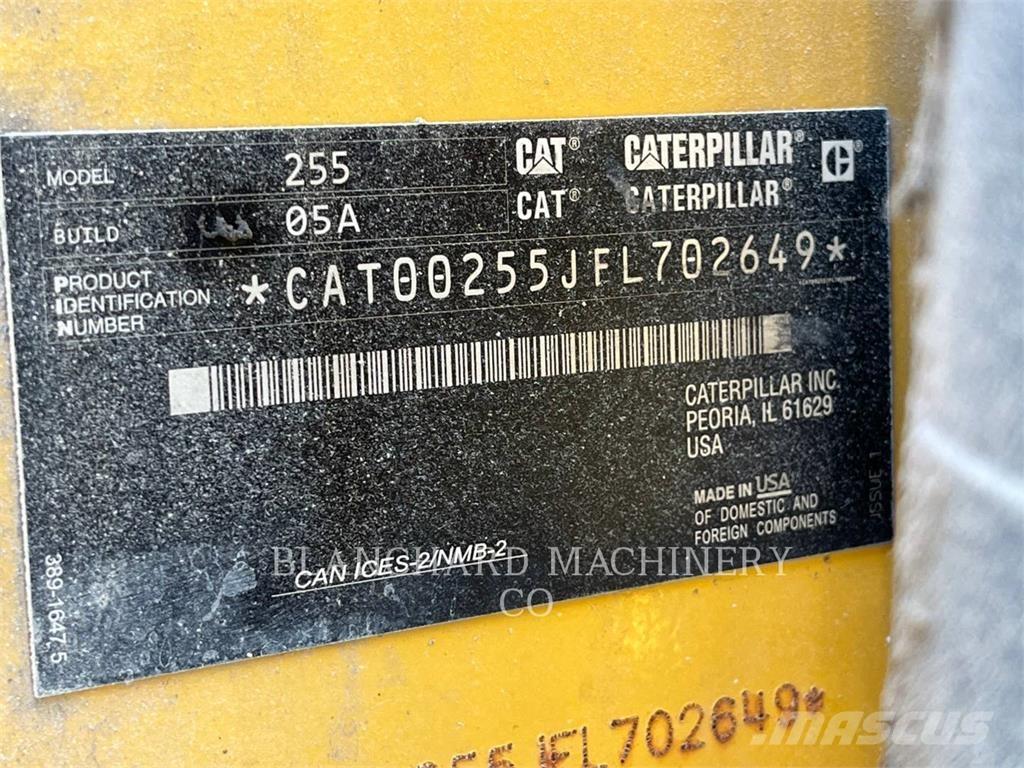 MODEL 255
CAT® CATERPILLAR®
CAT® CATERPILLAR®
BUILD 05A
PRODUCT
IDENTIFICATION
NUMBER
*CAT00255JFL702649*
CATERPILLAR INC.
PEORIA, IL 61629
USA
MADE IN USA
OF DOMESTIC AND
FOREIGN COMPONENTS
ISSUE 1
CAN ICES-2/NMB-2
389-1647, 5
BLANCHARD MACHINERY
CO.
255JFL702649*
MASCUS